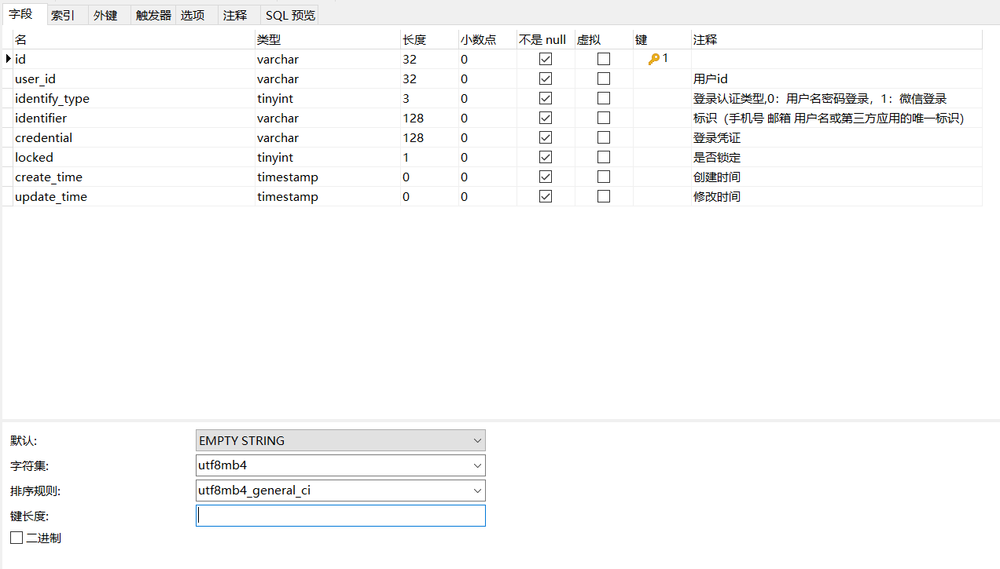 字段 索引 外键 触发器 选项 注释 SQL 预览
名 类型 长度 小数点 不是 null 虚拟 键 注释
id varchar 32 0 1
user_id varchar 32 0 用户id
identify_type tinyint 3 0 登录认证类型,0：用户名密码登录，1：微信登录
identifier varchar 128 0 标识（手机号 邮箱 用户名或第三方应用的唯一标识）
credential varchar 128 0 登录凭证
locked tinyint 1 0 是否锁定
create_time timestamp 0 0 创建时间
update_time timestamp 0 0 修改时间
默认: EMPTY STRING
字符集: utf8mb4
排序规则: utf8mb4_general_ci
键长度:
二进制